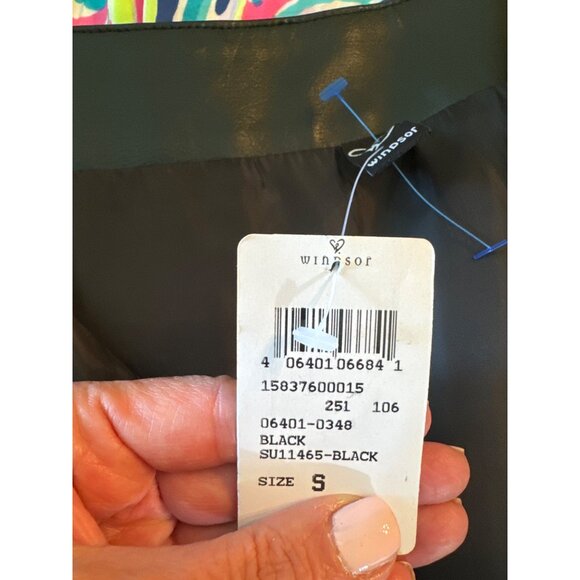 windsor
WINDSOR
4 06401 06684 1
15837600015
251 106
06401-0348
BLACK
SU11465-BLACK
SIZE S